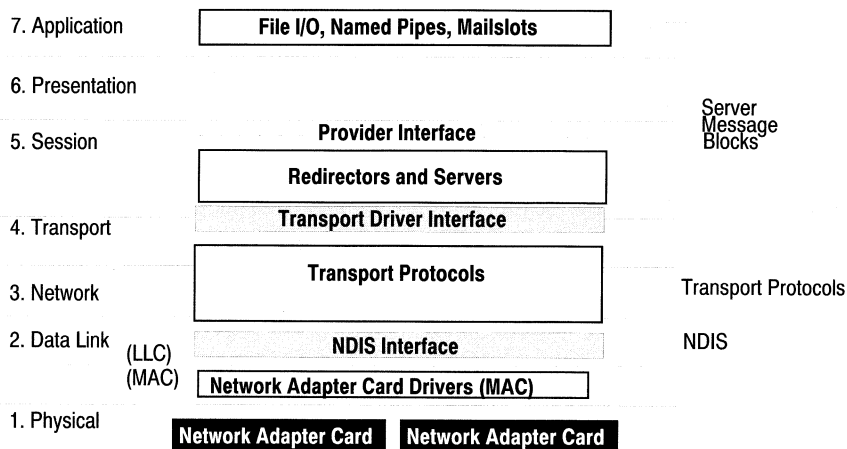 7. Application
File I/O, Named Pipes, Mailslots
6. Presentation
Server
Message
Blocks
5. Session
Provider Interface
Redirectors and Servers
4. Transport
Transport Driver Interface
Transport Protocols
3. Network
Transport Protocols
2. Data Link
(LLC)
(MAC)
NDIS Interface
NDIS
Network Adapter Card Drivers (MAC)
1. Physical
Network Adapter Card
Network Adapter Card